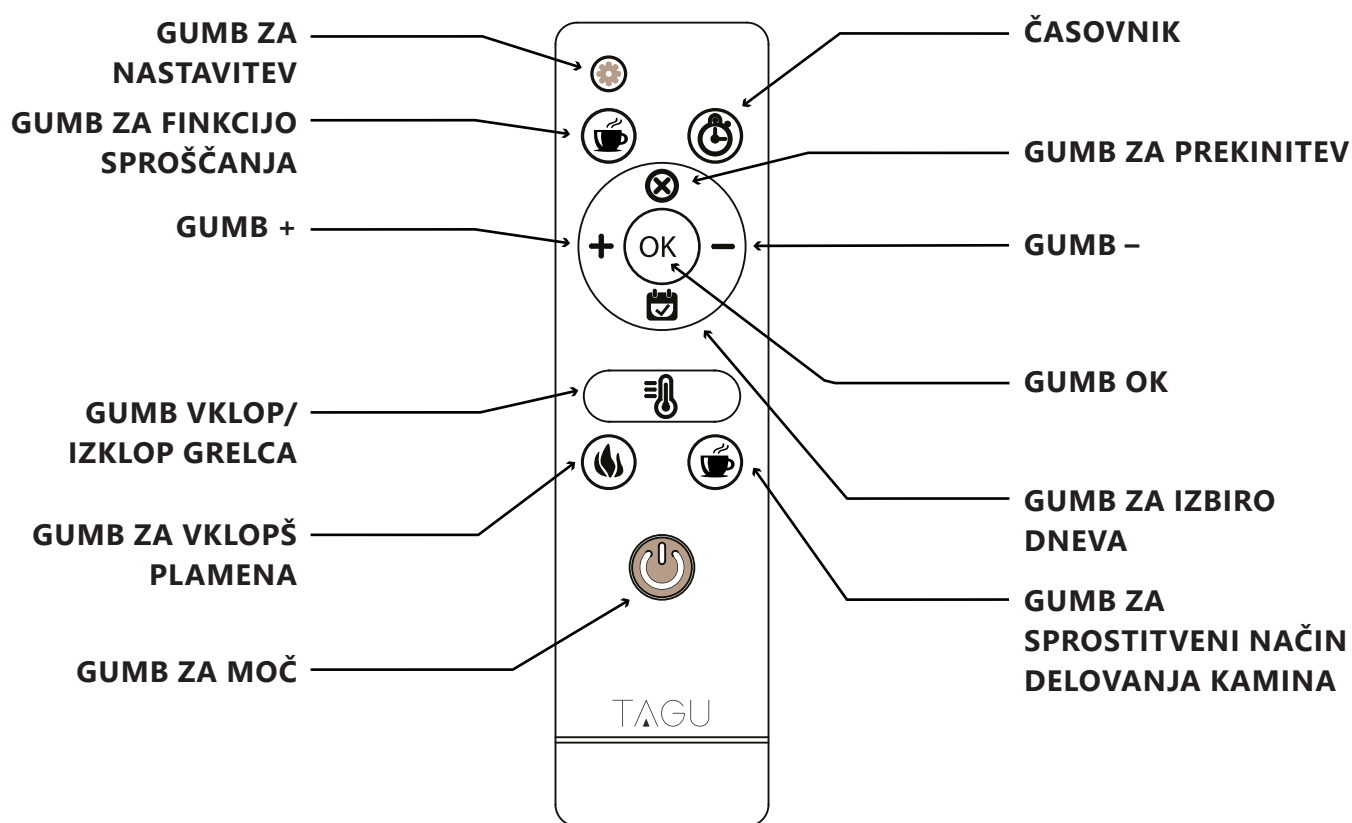 GUMB ZA
NASTAVITEV
GUMB ZA FINKCIJO
SPROŠČANJA
GUMB +
GUMB VKLOP/
IZKLOP GRELCA
GUMB ZA VKLOPŠ
PLAMENA
GUMB ZA MOČ
OK
TAGU
ČASOVNIK
GUMB ZA PREKINITEV
GUMB –
GUMB OK
GUMB ZA IZBIRO
DNEVA
GUMB ZA
SPROSTITVENI NAČIN
DELOVANJA KAMINA